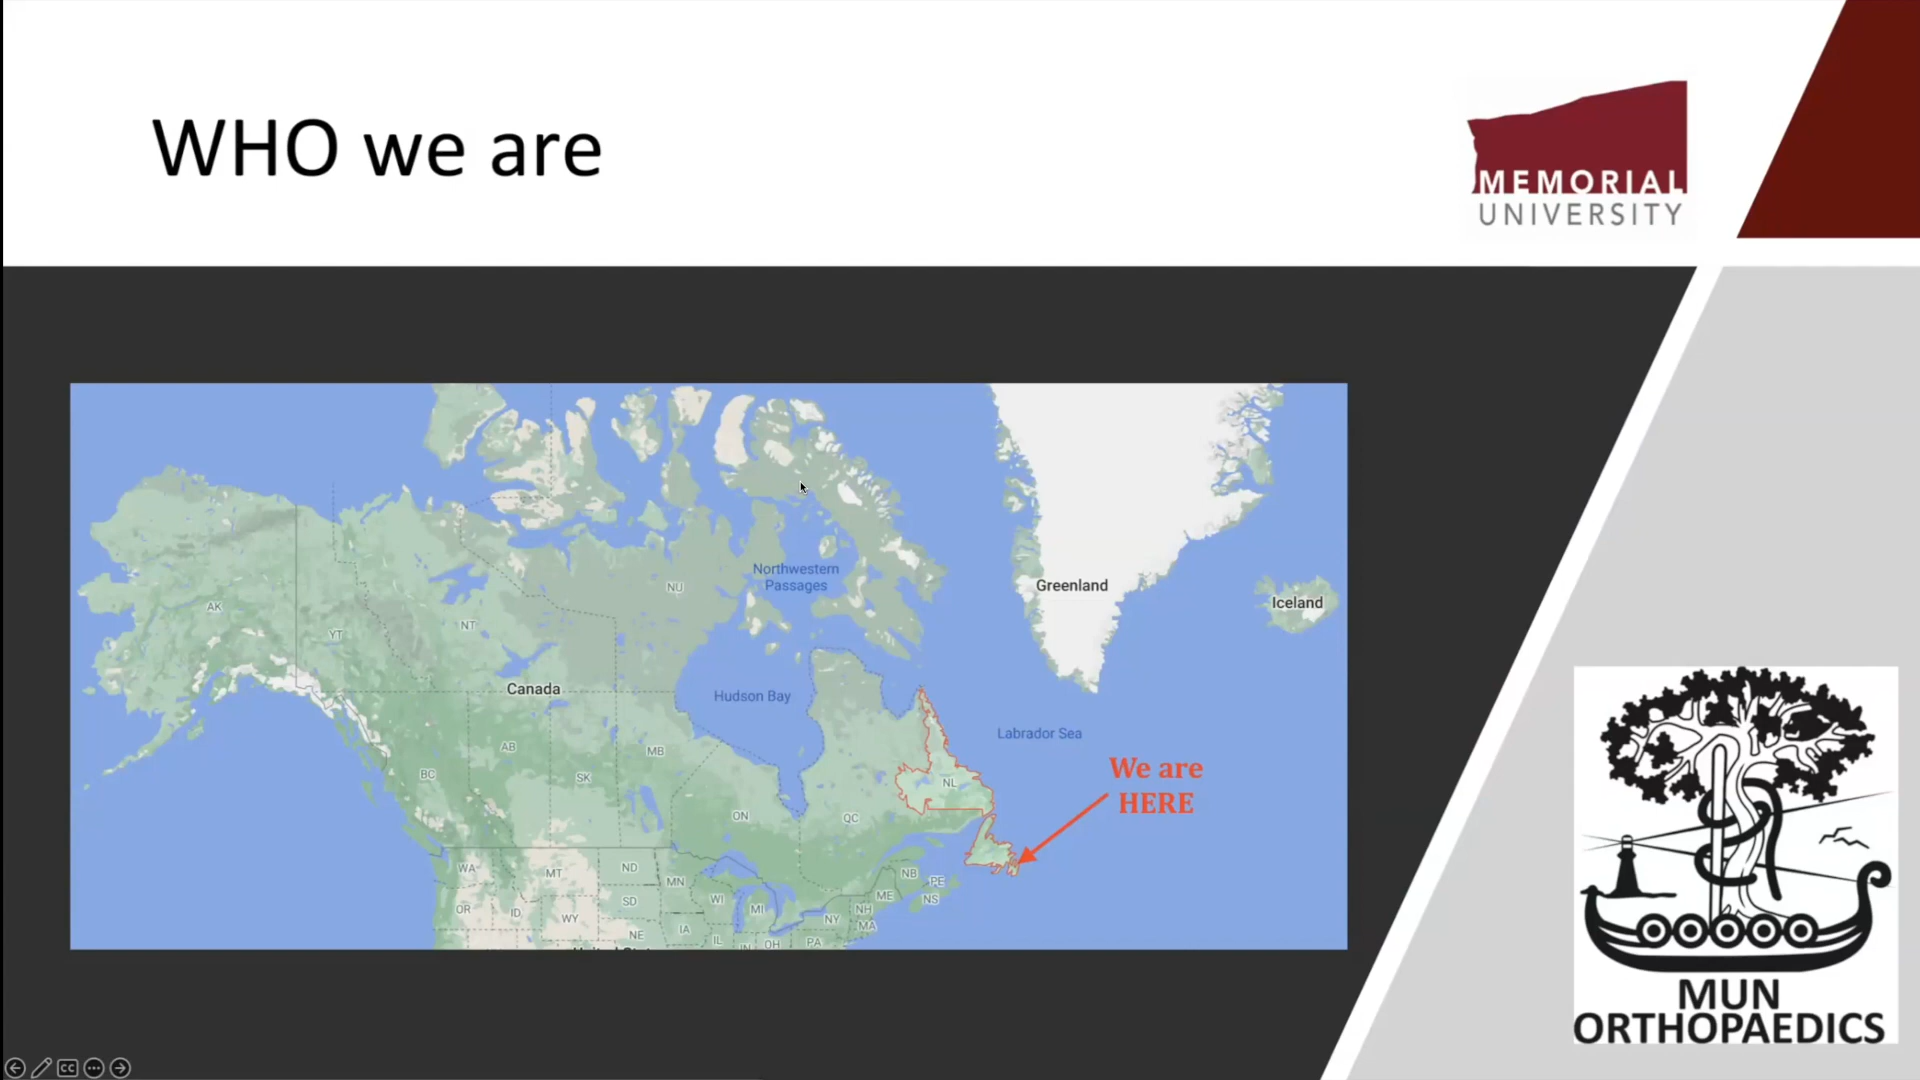 WHO we are
MEMORIAL
UNIVERSITY
Northwestern
Passages
Greenland
Iceland
AK
YT
NT
NU
Canada
Hudson Bay
Labrador Sea
We are
HERE
BC
AB
SK
MB
ON
QC
NL
NB
PE
NS
WA
MT
ND
MN
OR
ID
WY
SD
WI
MI
NY
ME
NH
MA
NE
IA
IL
IN
OH
PA
MUN
ORTHOPAEDICS
CC